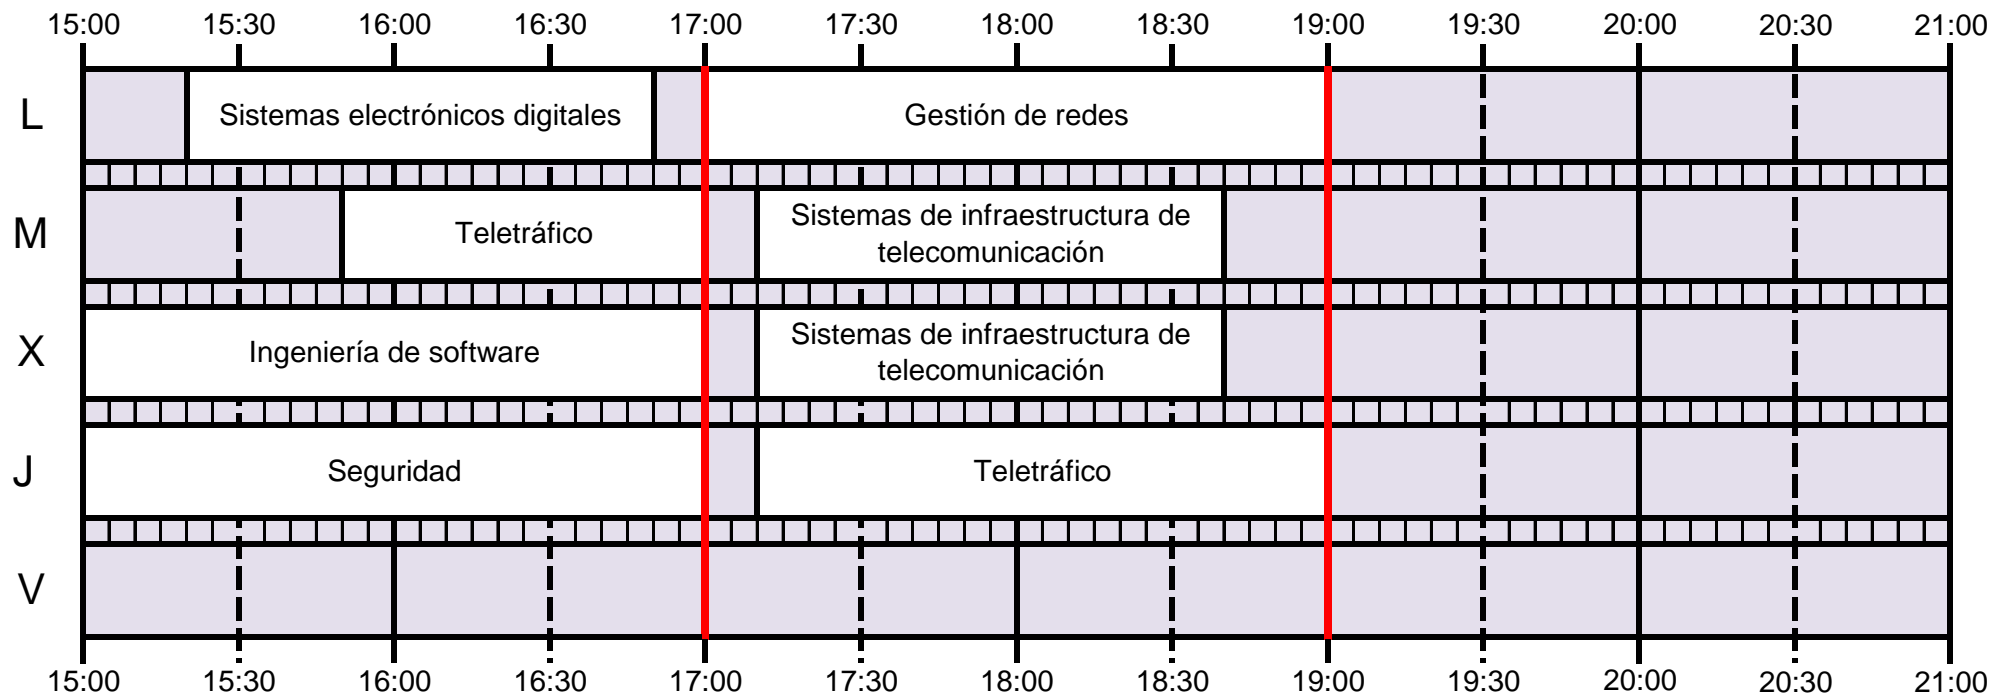 15:00 15:30 16:00 16:30 17:00 17:30 18:00 18:30 19:00 19:30 20:00 20:30 21:00
L Sistemas electrónicos digitales Gestión de redes
M Teletráfico Sistemas de infraestructura de
telecomunicación
X Ingeniería de software Sistemas de infraestructura de
telecomunicación
J Seguridad Teletráfico
V
15:00 15:30 16:00 16:30 17:00 17:30 18:00 18:30 19:00 19:30 20:00 20:30 21:00